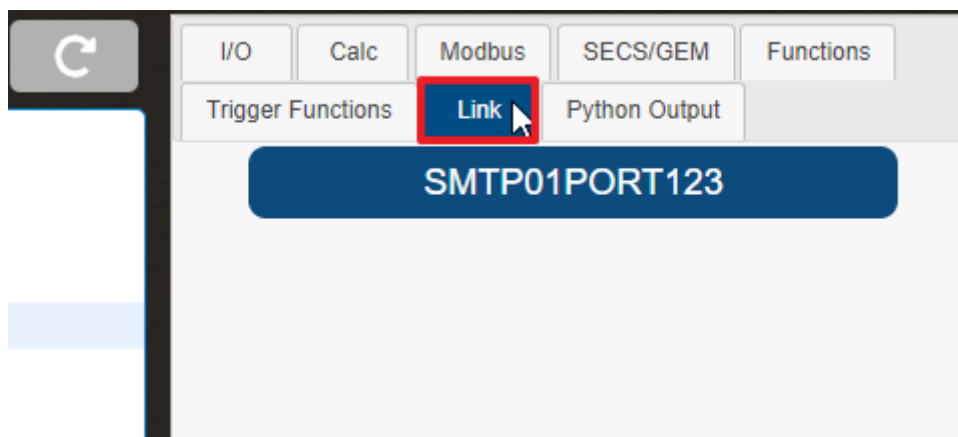 I/O Calc Modbus SECS/GEM Functions
Trigger Functions Link Python Output
SMTP01PORT123